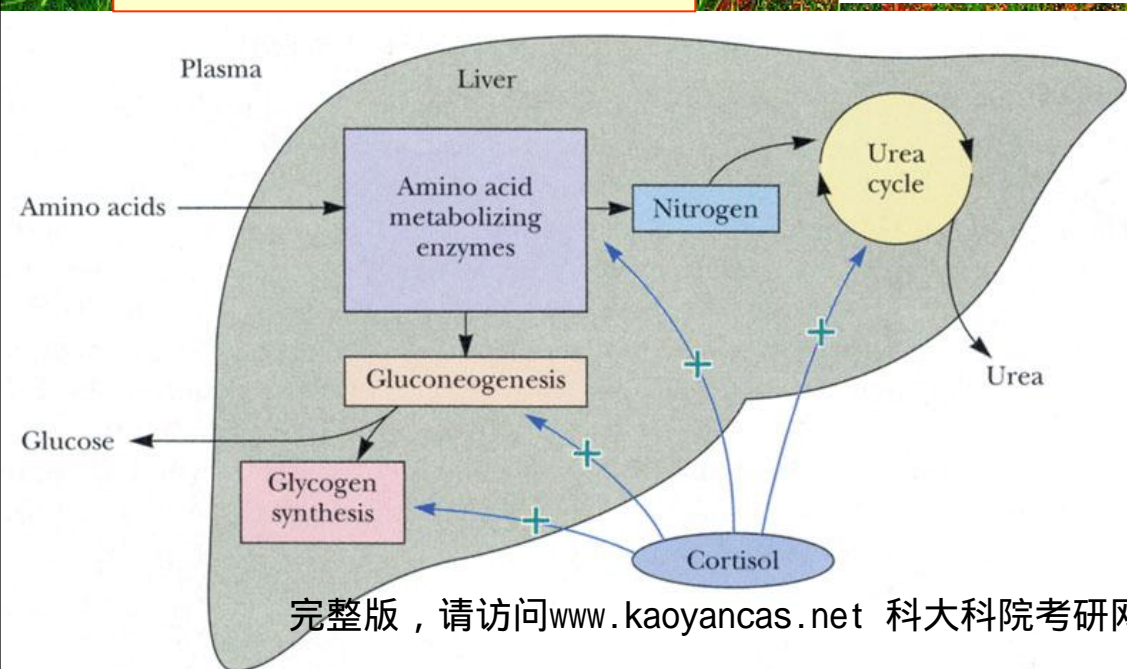 Plasma
Liver
Urea
cycle
Amino acids
Amino acid
metabolizing
enzymes
Nitrogen
Gluconeogenesis
Urea
Glucose
Glycogen
synthesis
Cortisol
完整版，请访问www.kaoyancas.net 科大科院考研网